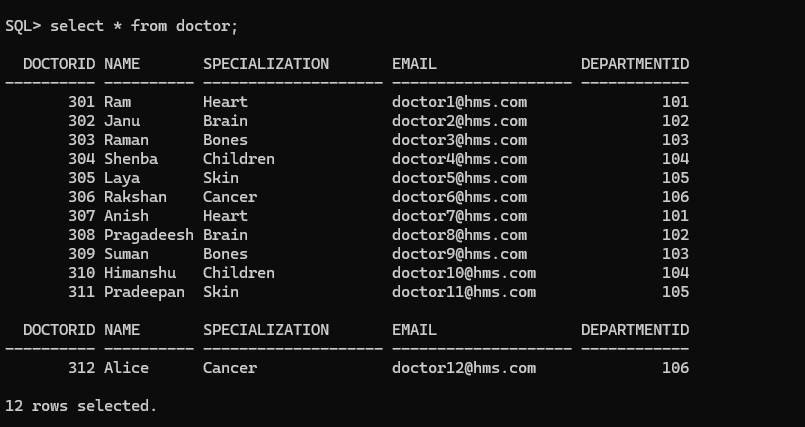 SQL> select * from doctor;
  DOCTORID NAME       SPECIALIZATION       EMAIL                DEPARTMENTID
---------- ---------- -------------------- -------------------- ------------
       301 Ram        Heart                doctor1@hms.com               101
       302 Janu       Brain                doctor2@hms.com               102
       303 Raman      Bones                doctor3@hms.com               103
       304 Shenba     Children             doctor4@hms.com               104
       305 Laya       Skin                 doctor5@hms.com               105
       306 Rakshan    Cancer               doctor6@hms.com               106
       307 Anish      Heart                doctor7@hms.com               101
       308 Pragadeesh Brain                doctor8@hms.com               102
       309 Suman      Bones                doctor9@hms.com               103
       310 Himanshu   Children             doctor10@hms.com              104
       311 Pradeepan  Skin                 doctor11@hms.com              105
  DOCTORID NAME       SPECIALIZATION       EMAIL                DEPARTMENTID
---------- ---------- -------------------- -------------------- ------------
       312 Alice      Cancer               doctor12@hms.com              106
12 rows selected.